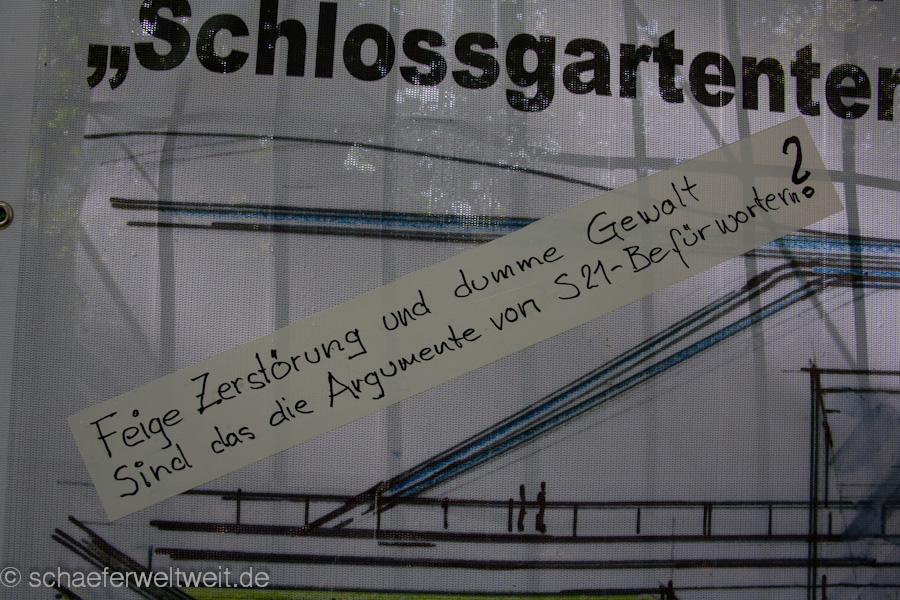 „Schlossgartenter
Feige Zerstörung und dumme Gewalt
Sind das die Argumente von S21-Befürwortern?
© schaeferweltweit.de